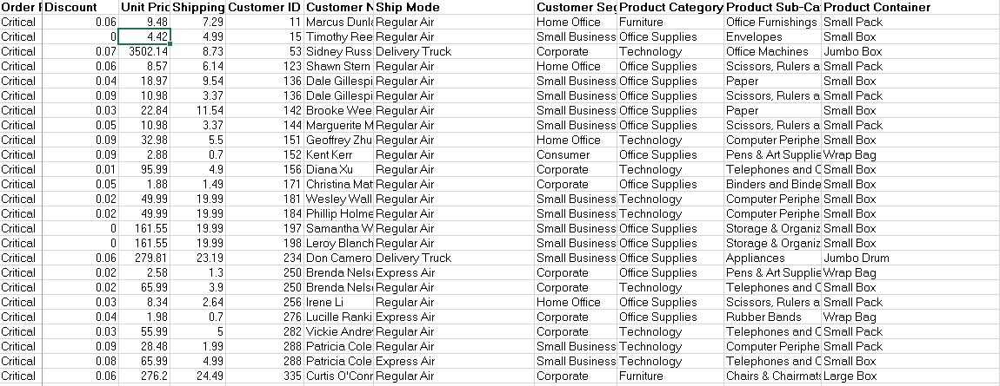 Order Discount Unit Pric Shipping Customer ID Customer N Ship Mode Customer Seg Product Category Product Sub-Ca Product Container
Critical 0.06 9.48 7.29 11 Marcus Dunl Regular Air Home Office Furniture Office Furnishings Small Pack
Critical 0 4.42 4.99 15 Timothy Ree Regular Air Small Business Office Supplies Envelopes Small Box
Critical 0.07 3502.14 8.73 53 Sidney Russ Delivery Truck Corporate Technology Office Machines Jumbo Box
Critical 0.06 8.57 6.14 123 Shawn Stern Regular Air Home Office Office Supplies Scissors, Rulers a Small Pack
Critical 0.04 18.97 9.54 136 Dale Gillespi Regular Air Small Business Office Supplies Paper Small Box
Critical 0.09 10.98 3.37 136 Dale Gillespi Regular Air Small Business Office Supplies Scissors, Rulers a Small Pack
Critical 0.03 22.84 11.54 142 Brooke Wee Regular Air Small Business Office Supplies Paper Small Box
Critical 0.05 10.98 3.37 144 Marguerite M Regular Air Small Business Office Supplies Scissors, Rulers a Small Pack
Critical 0.09 32.98 5.5 151 Geoffrey Zhu Regular Air Home Office Technology Computer Periphe Small Box
Critical 0.09 2.88 0.7 152 Kent Kerr Regular Air Consumer Office Supplies Pens & Art Supplie Wrap Bag
Critical 0.01 95.99 4.9 156 Diana Xu Regular Air Corporate Technology Telephones and C Small Box
Critical 0.05 1.88 1.49 171 Christina Mat Regular Air Corporate Office Supplies Binders and Binde Small Box
Critical 0.02 49.99 19.99 181 Wesley Wall Regular Air Small Business Technology Computer Periphe Small Box
Critical 0.02 49.99 19.99 184 Phillip Holme Regular Air Small Business Technology Computer Periphe Small Box
Critical 0 161.55 19.99 197 Samantha W Regular Air Small Business Office Supplies Storage & Organiz Small Box
Critical 0 161.55 19.99 198 Leroy Blanch Regular Air Small Business Office Supplies Storage & Organiz Small Box
Critical 0.06 279.81 23.19 234 Don Camero Delivery Truck Small Business Office Supplies Appliances Jumbo Drum
Critical 0.02 2.58 1.3 250 Brenda Nels Express Air Corporate Office Supplies Pens & Art Supplie Wrap Bag
Critical 0.02 65.99 3.9 250 Brenda Nels Regular Air Corporate Technology Telephones and C Small Box
Critical 0.03 8.34 2.64 256 Irene Li Regular Air Home Office Office Supplies Scissors, Rulers a Small Pack
Critical 0.04 1.98 0.7 276 Lucille Ranki Express Air Corporate Office Supplies Rubber Bands Wrap Bag
Critical 0.03 55.99 5 282 Vickie Andre Regular Air Corporate Technology Telephones and C Small Pack
Critical 0.09 28.48 1.99 288 Patricia Cole Regular Air Small Business Technology Computer Periphe Small Pack
Critical 0.08 65.99 4.99 288 Patricia Cole Express Air Small Business Technology Telephones and C Small Box
Critical 0.06 276.2 24.49 335 Curtis O'Conr Regular Air Corporate Furniture Chairs & Chairmats Large Box